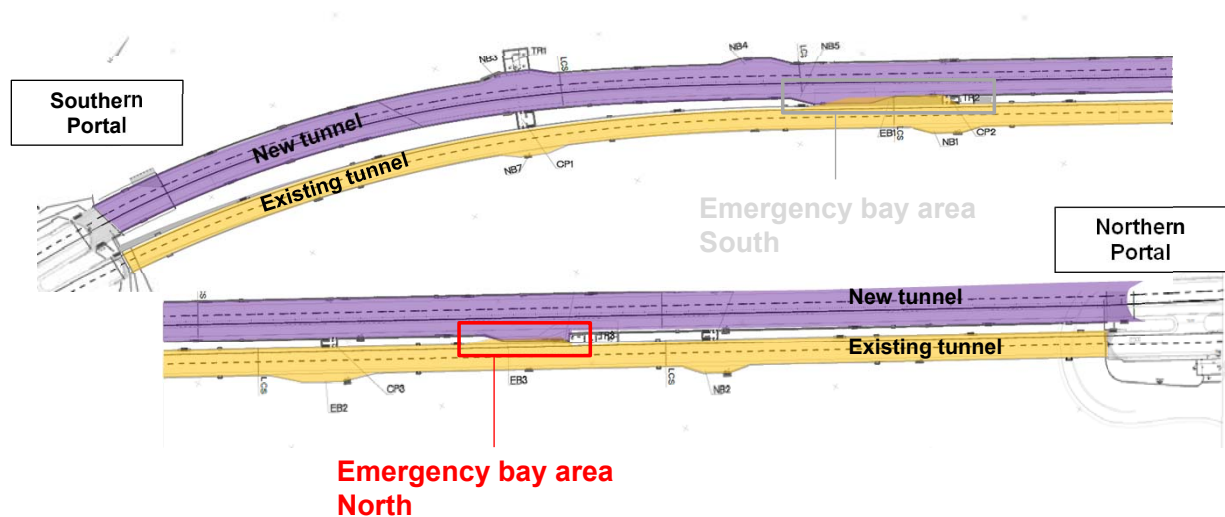 Southern
Portal
New tunnel
Existing tunnel
NB3
TR1
LCS
NB7
CP1
NB4
NB5
TR2
EB1
LCS
NB1
CP2
Emergency bay area
South
Northern
Portal
New tunnel
Existing tunnel
LCS
EB2
CP3
EB3
LCS
NB2
Emergency bay area
North